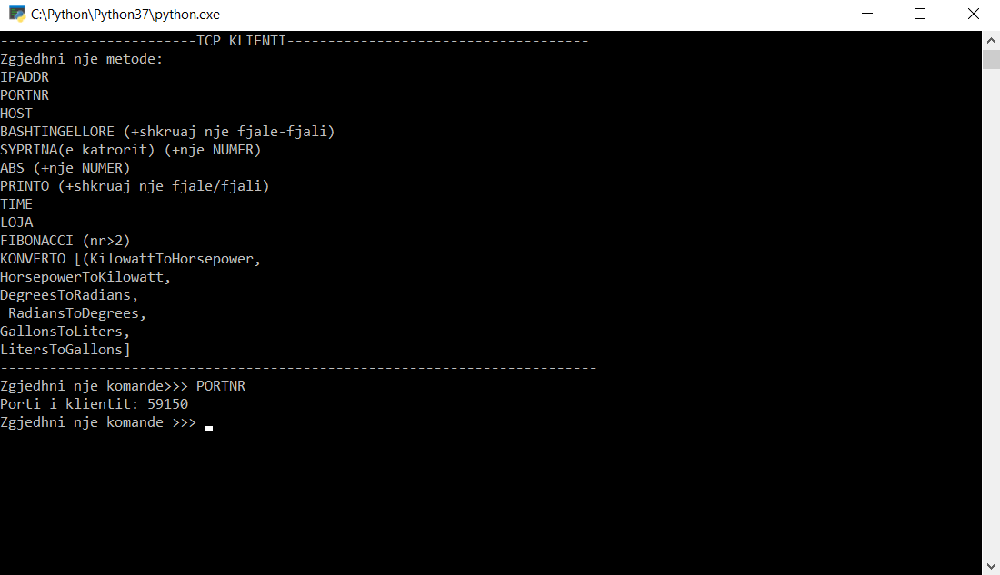 C:\Python\Python37\python.exe
------------------------TCP KLIENTI-------------------------------------
Zgjedhni nje metode:
IPADDR
PORTNR
HOST
BASHTINGELLORE (+shkruaj nje fjale-fjali)
SYPRINA(e katrorit) (+nje NUMER)
ABS (+nje NUMER)
PRINTO (+shkruaj nje fjale/fjali)
TIME
LOJA
FIBONACCI (nr>2)
KONVERTO [(KilowattToHorsepower,
HorsepowerToKilowatt,
DegreesToRadians,
 RadiansToDegrees,
GallonsToLiters,
LitersToGallons]
-------------------------------------------------------------------------
Zgjedhni nje komande>>> PORTNR
Porti i klientit: 59150
Zgjedhni nje komande >>>